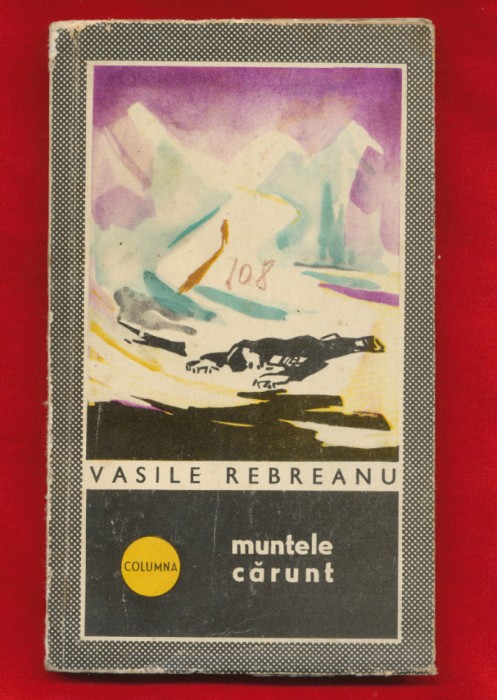 108
VASILE REBREANU
COLUMNA
muntele
cărunt